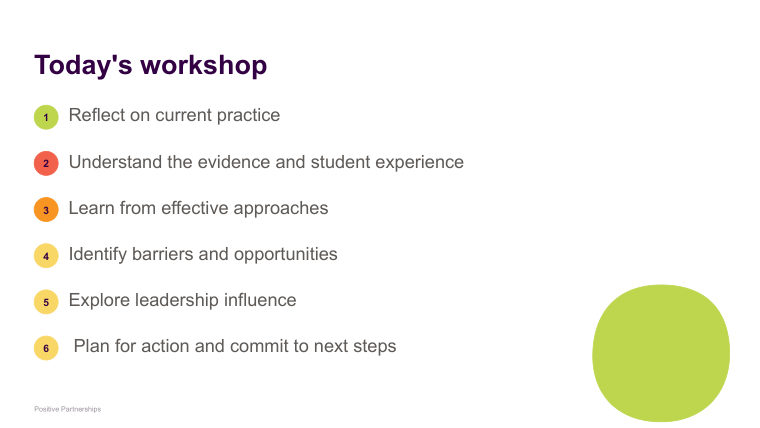 Today's workshop
1 Reflect on current practice
2 Understand the evidence and student experience
3 Learn from effective approaches
4 Identify barriers and opportunities
5 Explore leadership influence
6 Plan for action and commit to next steps
Positive Partnerships